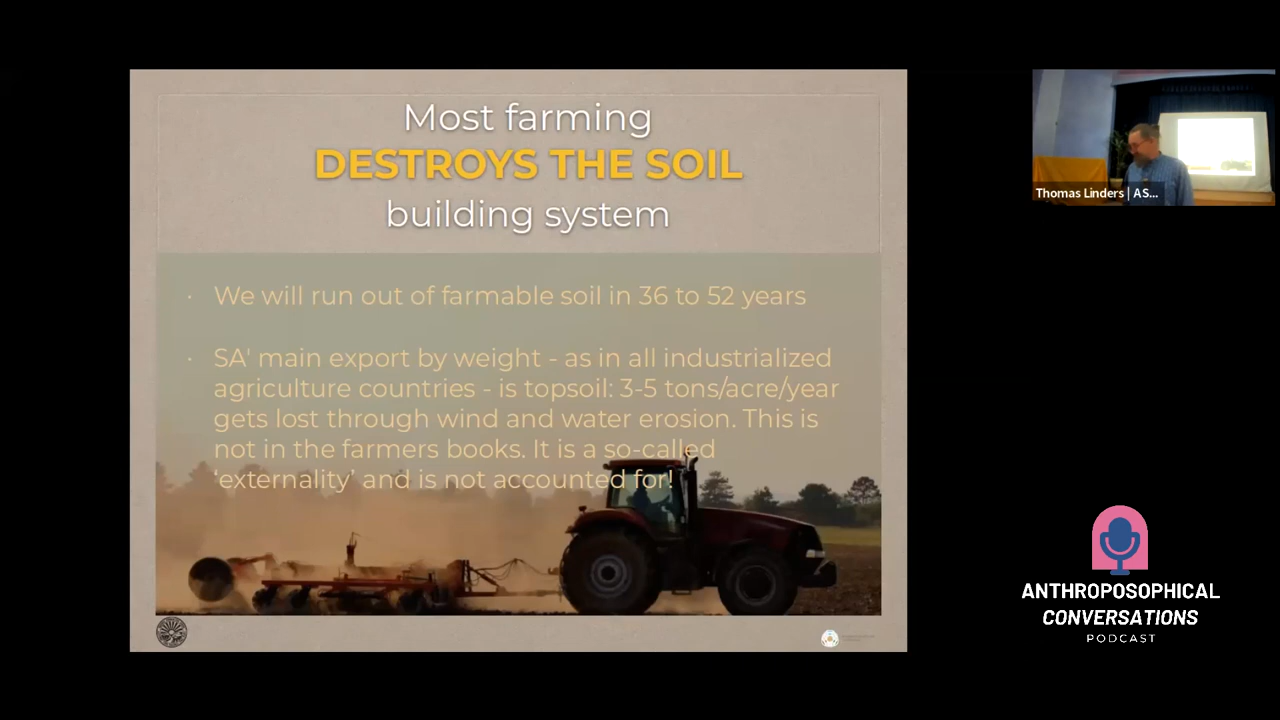 Most farming
DESTROYS THE SOIL
building system
We will run out of farmable soil in 36 to 52 years
SA' main export by weight - as in all industrialized
agriculture countries - is topsoil: 3-5 tons/acre/year
gets lost through wind and water erosion. This is
not in the farmers books. It is a so-called
‘externality’ and is not accounted for!
Thomas Linders | AS...
ANTHROPOSOPHICAL
CONVERSATIONS
PODCAST